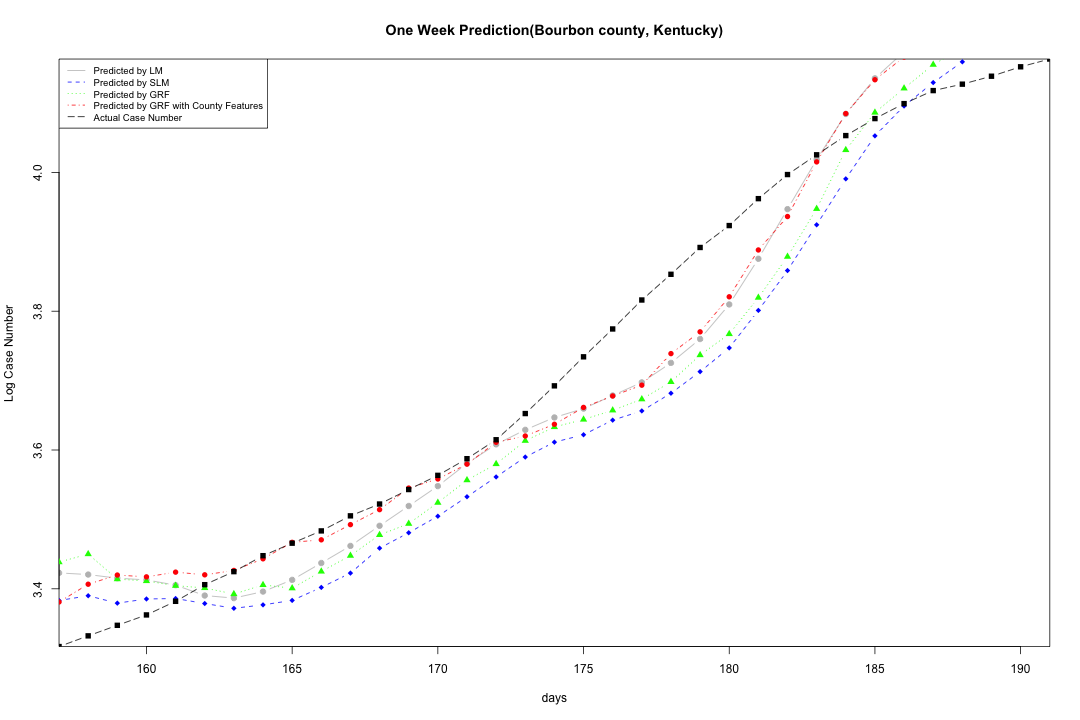 One Week Prediction(Bourbon county, Kentucky)
Predicted by LM
Predicted by SLM
Predicted by GRF
Predicted by GRF with County Features
Actual Case Number
Log Case Number
4.0
3.8
3.6
3.4
160 165 170 175 180 185 190
days